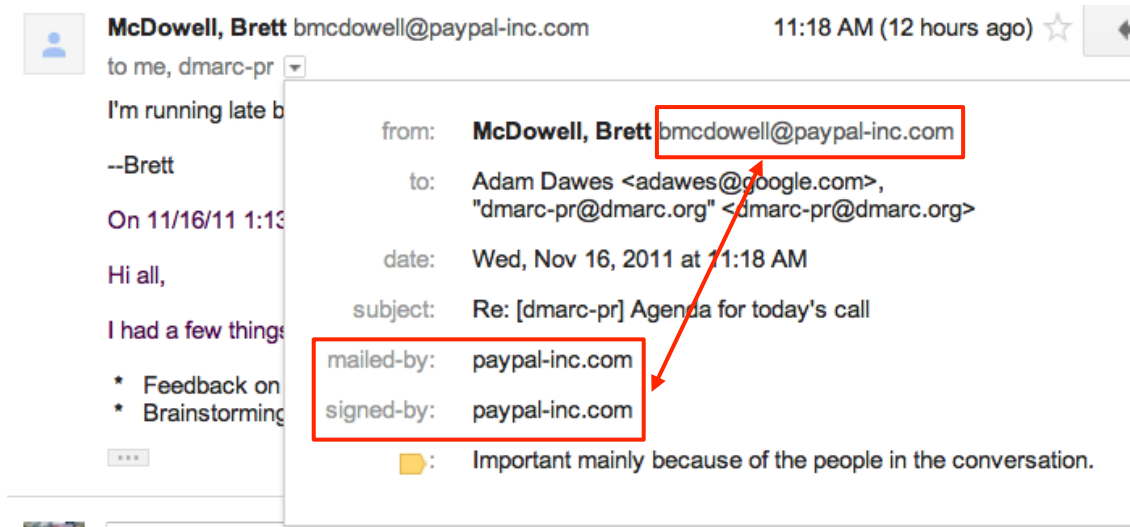 McDowell, Brett bmcdowell@paypal-inc.com 11:18 AM (12 hours ago)
to me, dmarc-pr
I'm running late b
--Brett
On 11/16/11 1:13
Hi all,
I had a few things
* Feedback on
* Brainstorming
from: McDowell, Brett bmcdowell@paypal-inc.com
to: Adam Dawes <adawes@google.com>,
"dmarc-pr@dmarc.org" <dmarc-pr@dmarc.org>
date: Wed, Nov 16, 2011 at 11:18 AM
subject: Re: [dmarc-pr] Agenda for today's call
mailed-by: paypal-inc.com
signed-by: paypal-inc.com
: Important mainly because of the people in the conversation.